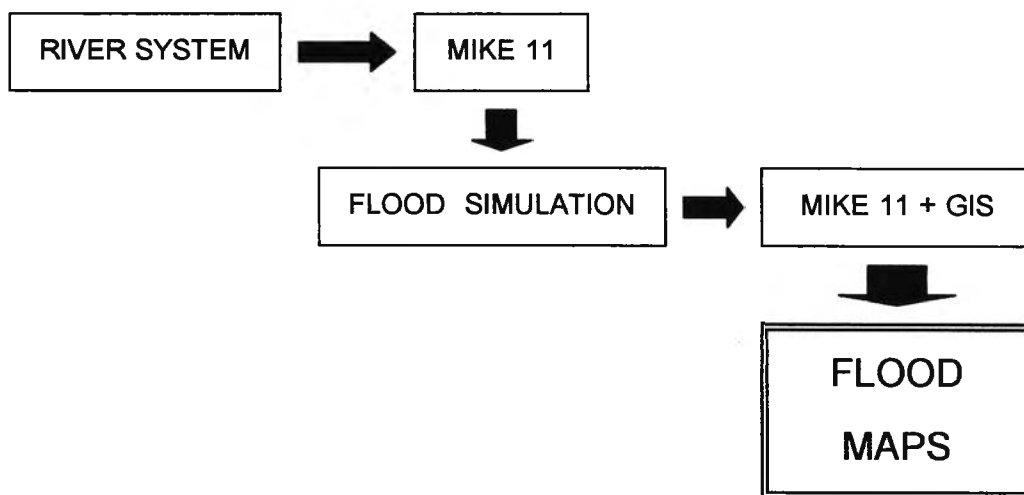 RIVER SYSTEM
MIKE 11
FLOOD SIMULATION
MIKE 11 + GIS
FLOOD
MAPS